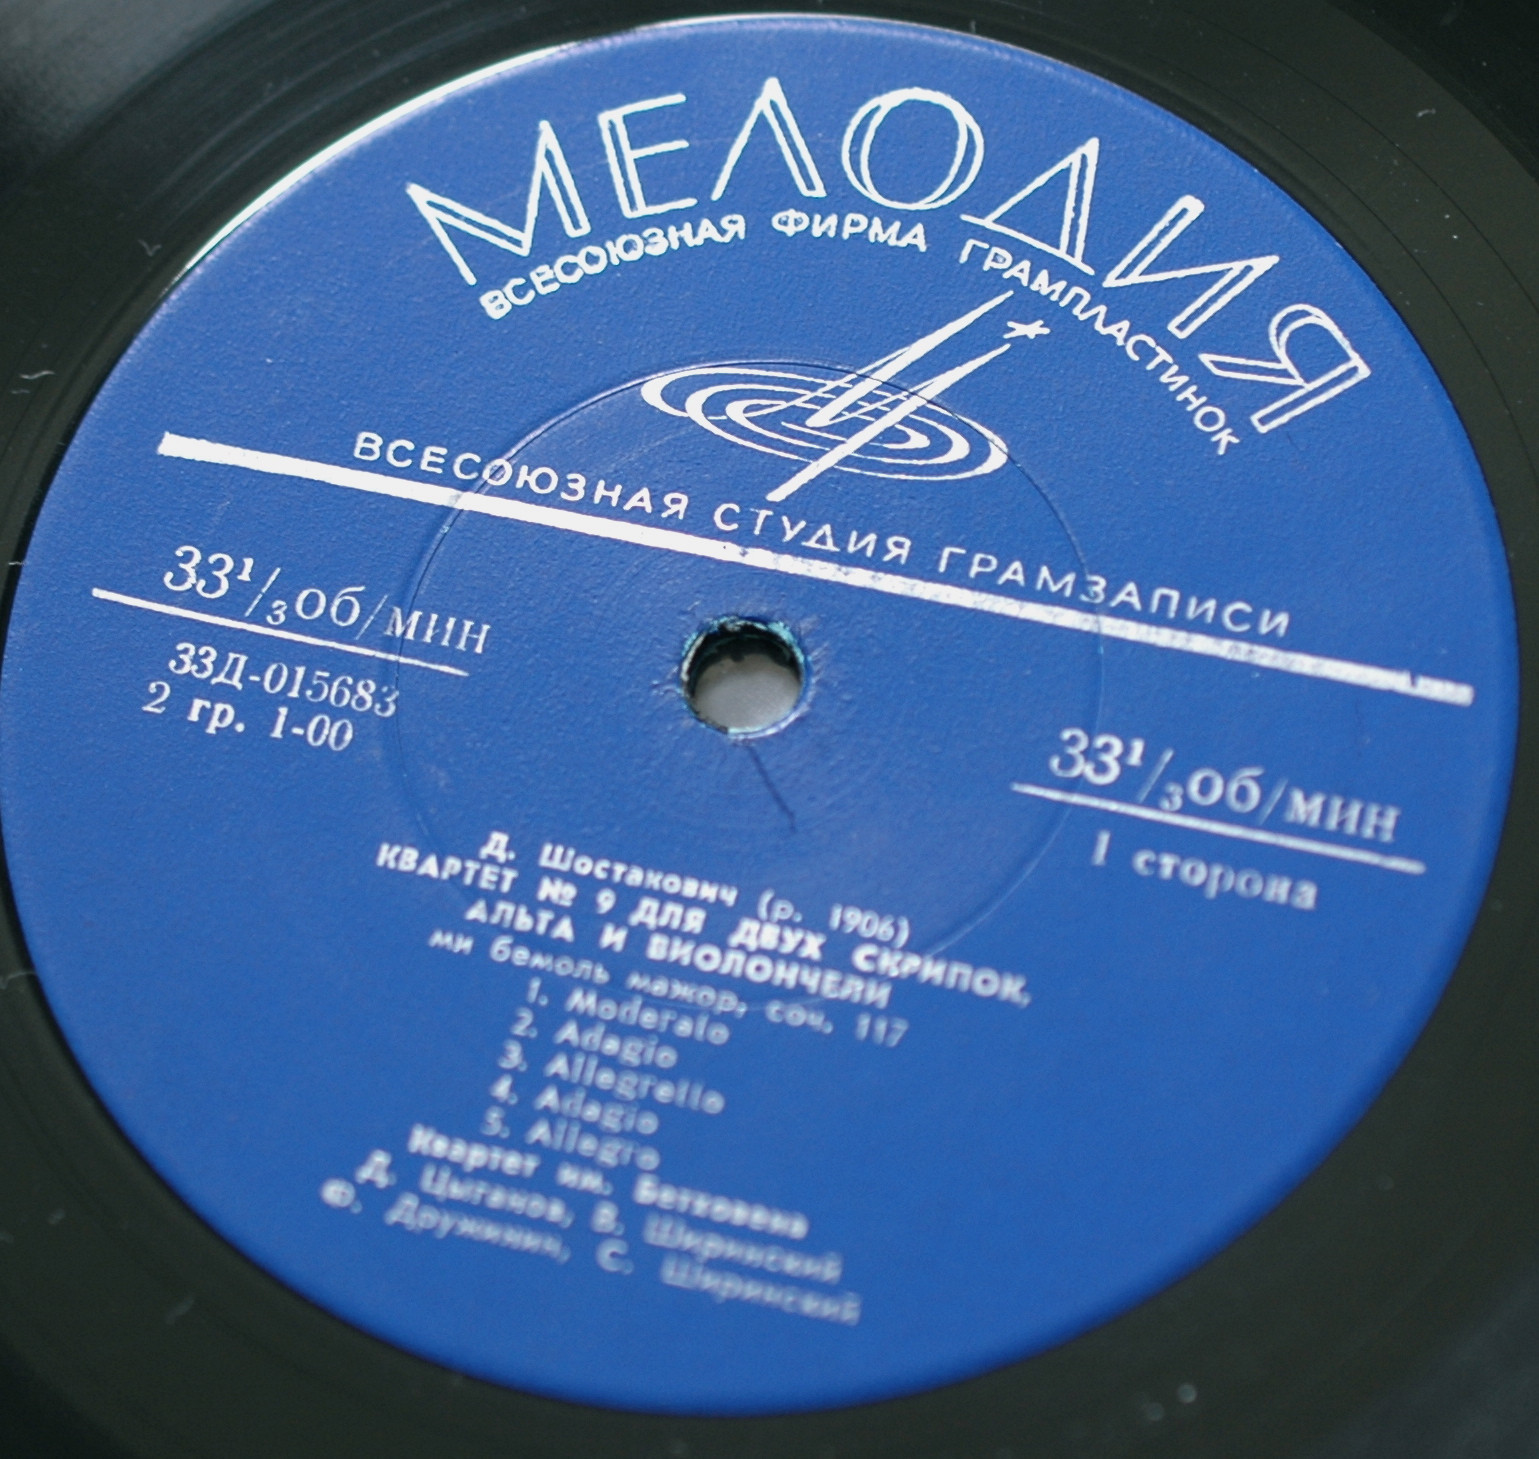 МЕЛОДИЯ
ВСЕСОЮЗНАЯ ФИРМА ГРАМПЛАСТИНОК
ВСЕСОЮЗНАЯ СТУДИЯ ГРАМЗАПИСИ
33¹/₃об/мин
33Д-015683
2 гр. 1-00
33¹/₃об/мин
1 сторона
Д. Шостакович (р. 1906)
КВАРТЕТ № 9 ДЛЯ ДВУХ СКРИПОК,
АЛЬТА И ВИОЛОНЧЕЛИ
ми бемоль мажор, соч. 117
1. Moderato
2. Adagio
3. Allegretto
4. Adagio
5. Allegro
Квартет им. Бетховена
Д. Цыганов, В. Ширинский
Ф. Дружинин, С. Ширинский